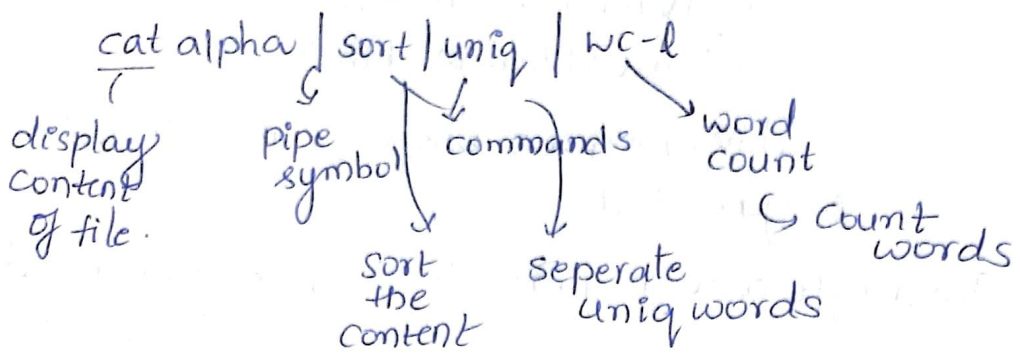 cat alpha | sort | uniq | wc-l
display
content
of file.
pipe
symbol
commands
word
count
count
words
sort
the
content
seperate
uniq words